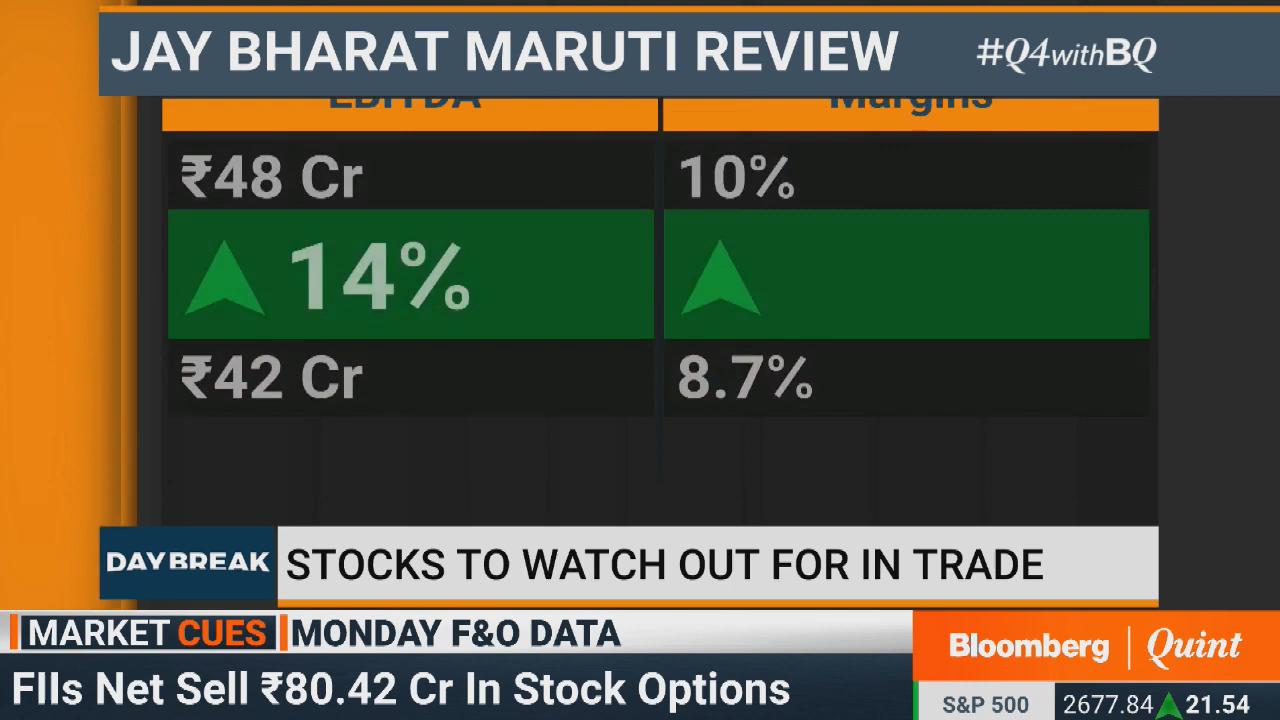 JAY BHARAT MARUTI REVIEW #Q4withBQ
EBITDA Margins
₹48 Cr 10%
14%
₹42 Cr 8.7%
DAYBREAK STOCKS TO WATCH OUT FOR IN TRADE
MARKET CUES MONDAY F&O DATA
FIIs Net Sell ₹80.42 Cr In Stock Options
Bloomberg | Quint
S&P 500 2677.84 21.54